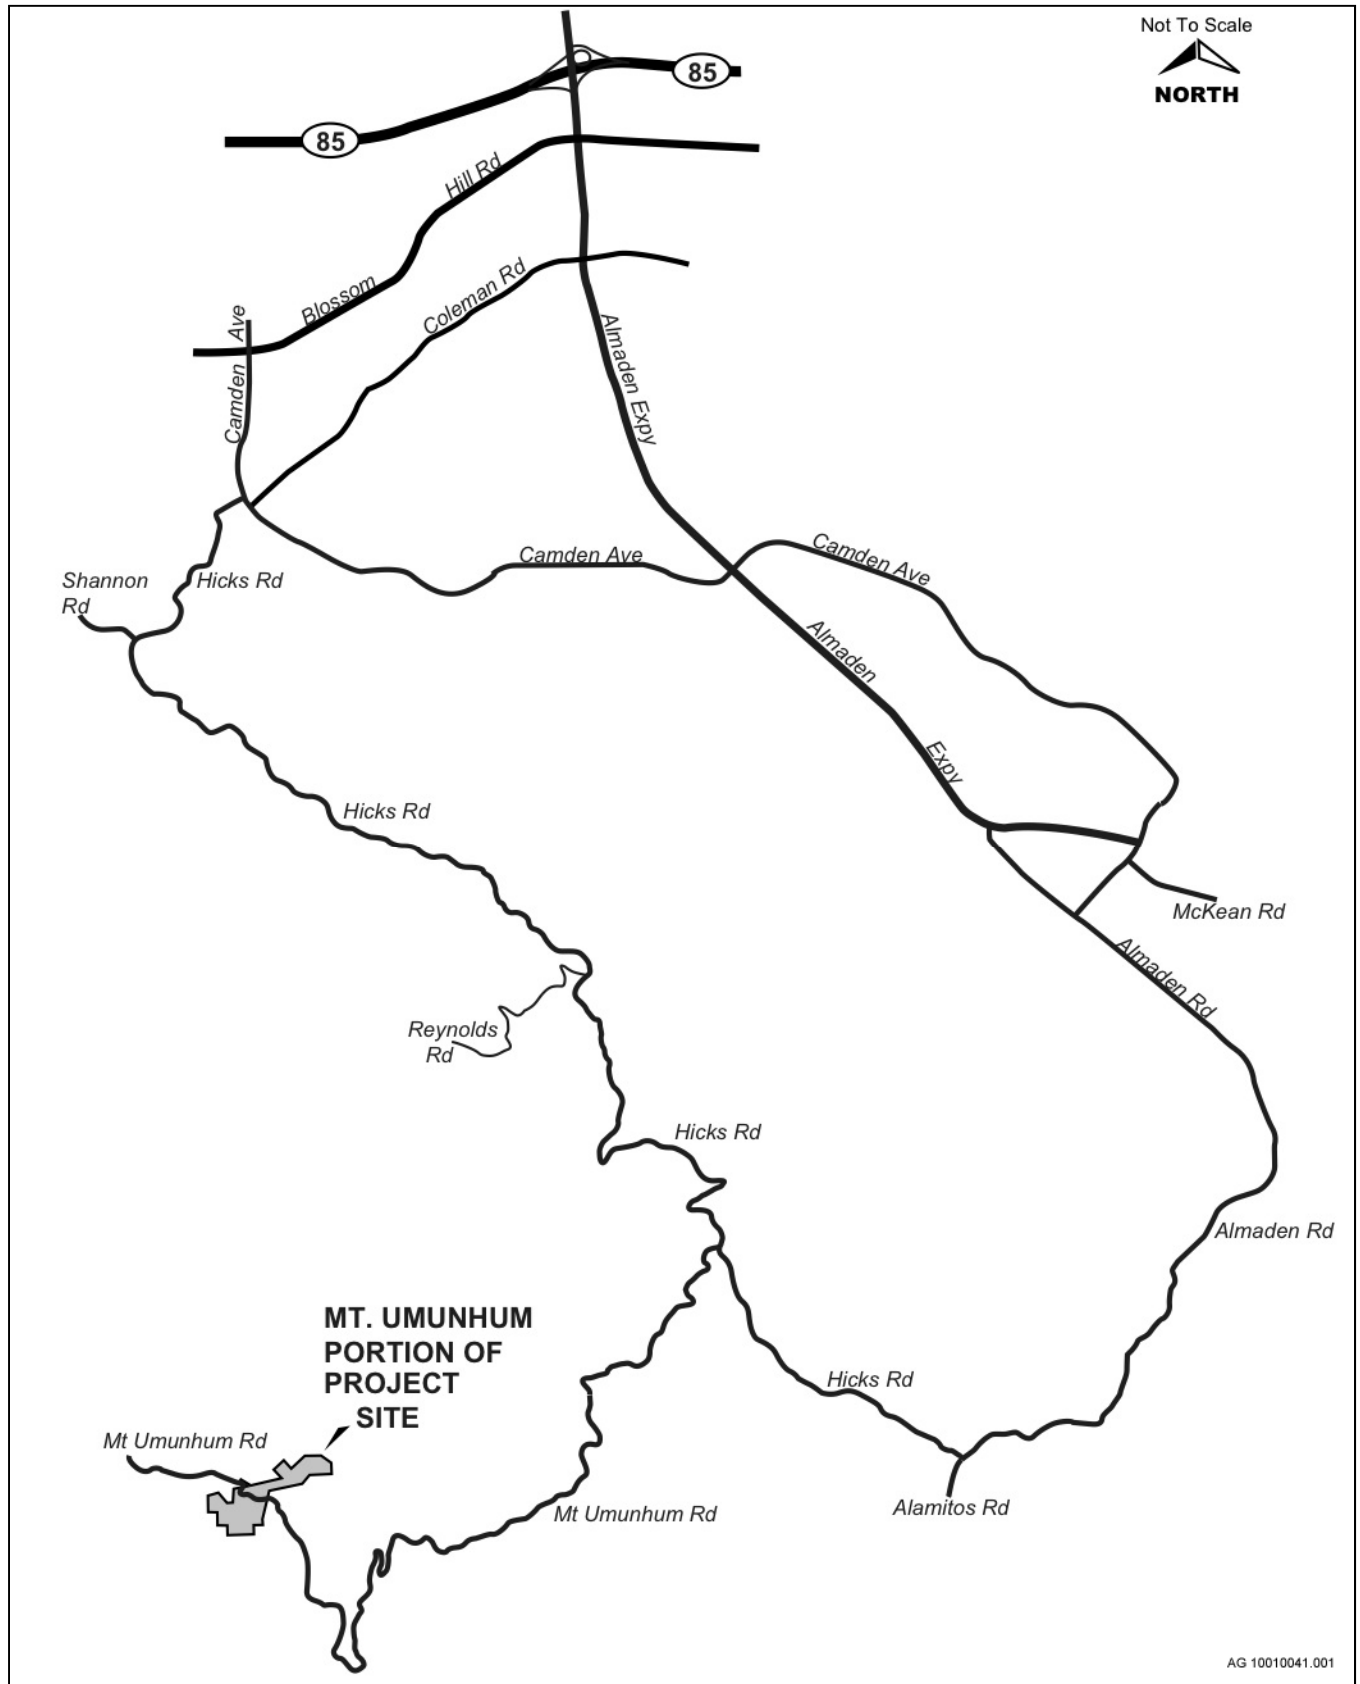 Not To Scale
NORTH
85
85
Hill Rd
Blossom
Coleman Rd
Camden Ave
Almaden Expy
Camden Ave
Camden Ave
Shannon
Rd
Hicks Rd
Almaden
Expy
Hicks Rd
McKean Rd
Almaden Rd
Reynolds
Rd
Hicks Rd
Almaden Rd
MT. UMUNHUM
PORTION OF
PROJECT
SITE
Hicks Rd
Mt Umunhum Rd
Alamitos Rd
Mt Umunhum Rd
AG 10010041.001